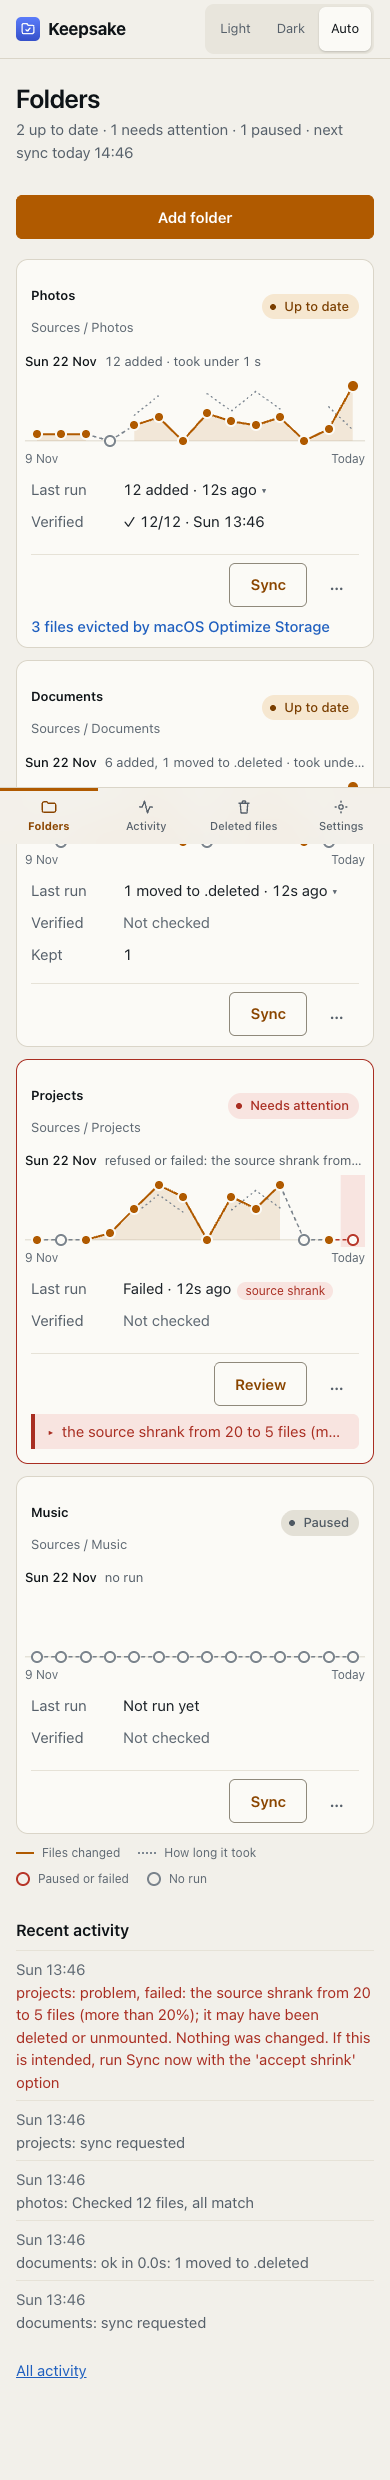 Keepsake
Light Dark Auto
Folders
2 up to date · 1 needs attention · 1 paused · next
sync today 14:46
Add folder
Photos
Up to date
Sources / Photos
Sun 22 Nov 12 added · took under 1 s
9 Nov Today
Last run 12 added · 12s ago ▾
Verified ✓ 12/12 · Sun 13:46
Sync ...
3 files evicted by macOS Optimize Storage
Documents
Up to date
Sources / Documents
Sun 22 Nov 6 added, 1 moved to .deleted · took unde...
Folders Activity Deleted files Settings
9 Nov Today
Last run 1 moved to .deleted · 12s ago ▾
Verified Not checked
Kept 1
Sync ...
Projects
Needs attention
Sources / Projects
Sun 22 Nov refused or failed: the source shrank from...
9 Nov Today
Last run Failed · 12s ago source shrank
Verified Not checked
Review ...
▸ the source shrank from 20 to 5 files (m...
Music
Paused
Sources / Music
Sun 22 Nov no run
9 Nov Today
Last run Not run yet
Verified Not checked
Sync ...
Files changed How long it took
Paused or failed No run
Recent activity
Sun 13:46
projects: problem, failed: the source shrank from 20
to 5 files (more than 20%); it may have been
deleted or unmounted. Nothing was changed. If this
is intended, run Sync now with the 'accept shrink'
option
Sun 13:46
projects: sync requested
Sun 13:46
photos: Checked 12 files, all match
Sun 13:46
documents: ok in 0.0s: 1 moved to .deleted
Sun 13:46
documents: sync requested
All activity